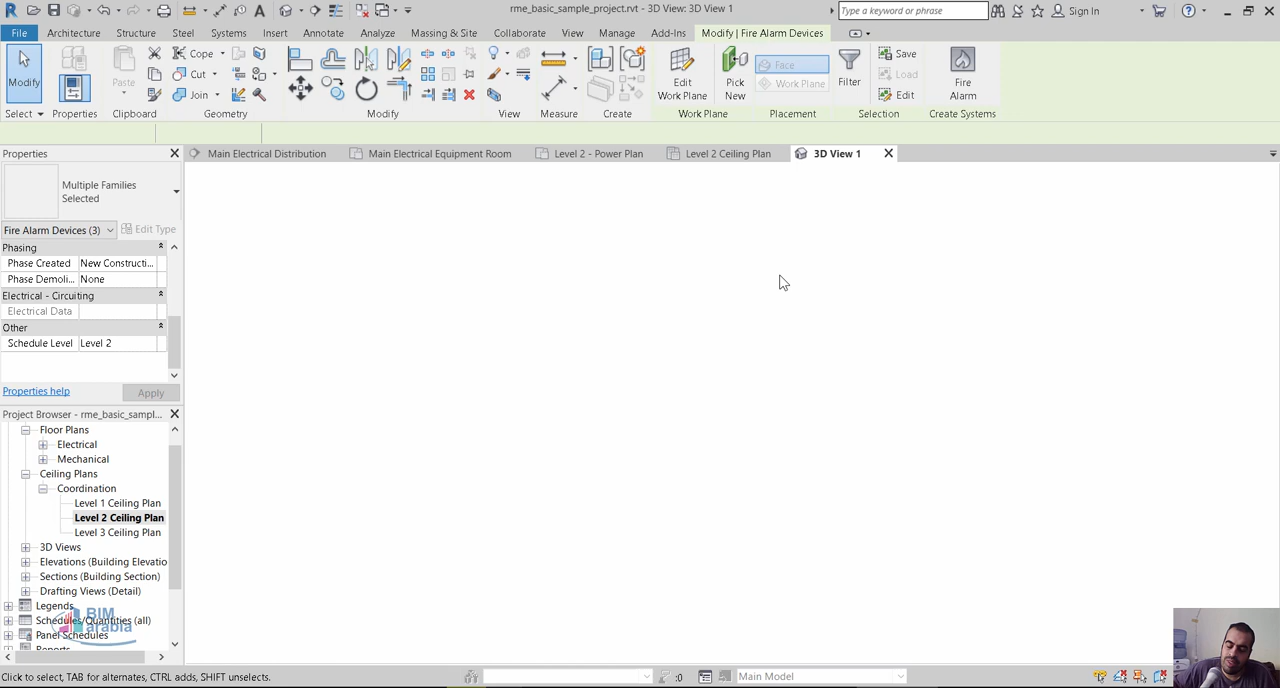 rme_basic_sample_project.rvt - 3D View: 3D View 1
Type a keyword or phrase
Sign In
File Architecture Structure Steel Systems Insert Annotate Analyze Massing & Site Collaborate View Manage Add-Ins Modify | Fire Alarm Devices
Modify
Paste
Cope
Cut
Join
Edit
Work Plane
Pick
New
Face
Work Plane
Filter
Save
Load
Edit
Fire
Alarm
Select Properties Clipboard Geometry Modify View Measure Create Work Plane Placement Selection Create Systems
Properties
Main Electrical Distribution Main Electrical Equipment Room Level 2 - Power Plan Level 2 Ceiling Plan 3D View 1
Multiple Families
Selected
Fire Alarm Devices (3) Edit Type
Phasing
Phase Created New Constructi...
Phase Demoli... None
Electrical - Circuiting
Electrical Data
Other
Schedule Level Level 2
Properties help Apply
Project Browser - rme_basic_sampl...
Floor Plans
Electrical
Mechanical
Ceiling Plans
Coordination
Level 1 Ceiling Plan
Level 2 Ceiling Plan
Level 3 Ceiling Plan
3D Views
Elevations (Building Elevatio
Sections (Building Section)
Drafting Views (Detail)
Legends
Schedules/Quantities (all)
Panel Schedules
BIM
arabia
Click to select, TAB for alternates, CTRL adds, SHIFT unselects.
:0
Main Model